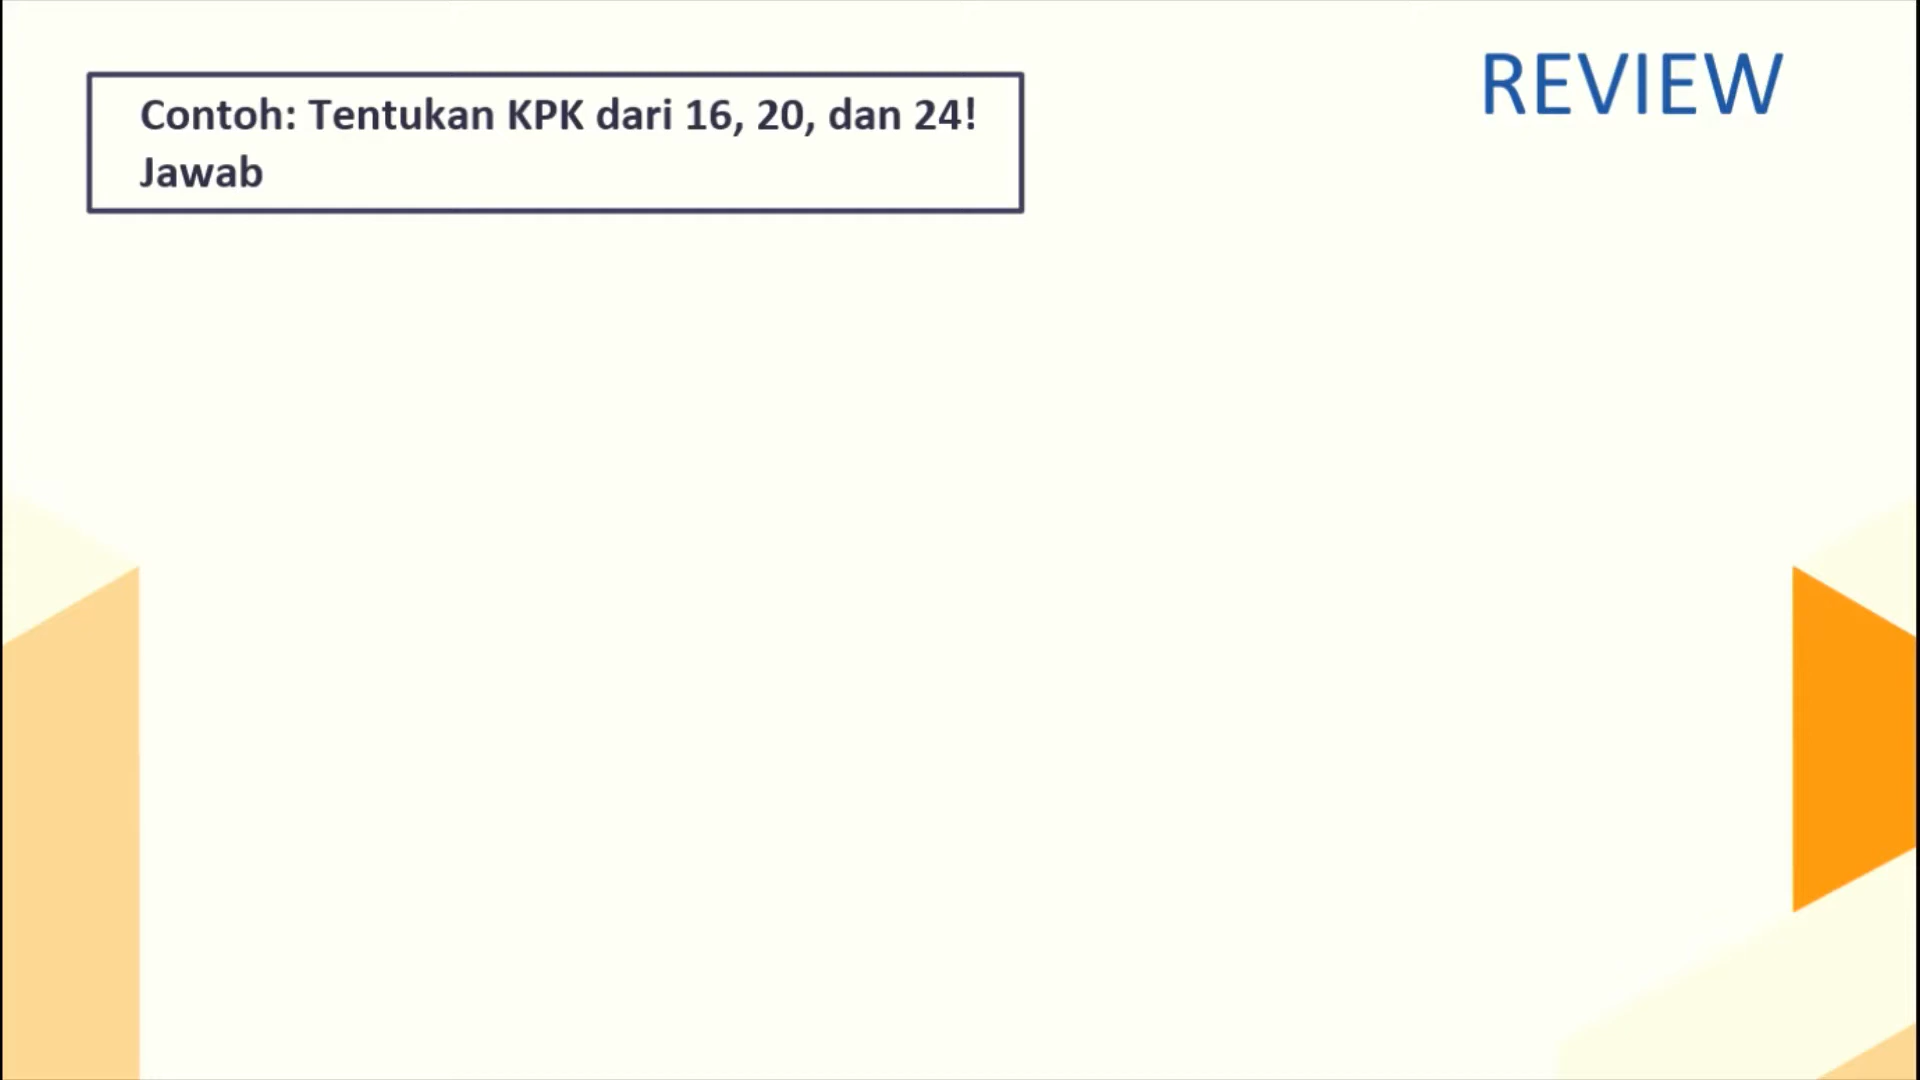 REVIEW
Contoh: Tentukan KPK dari 16, 20, dan 24!
Jawab